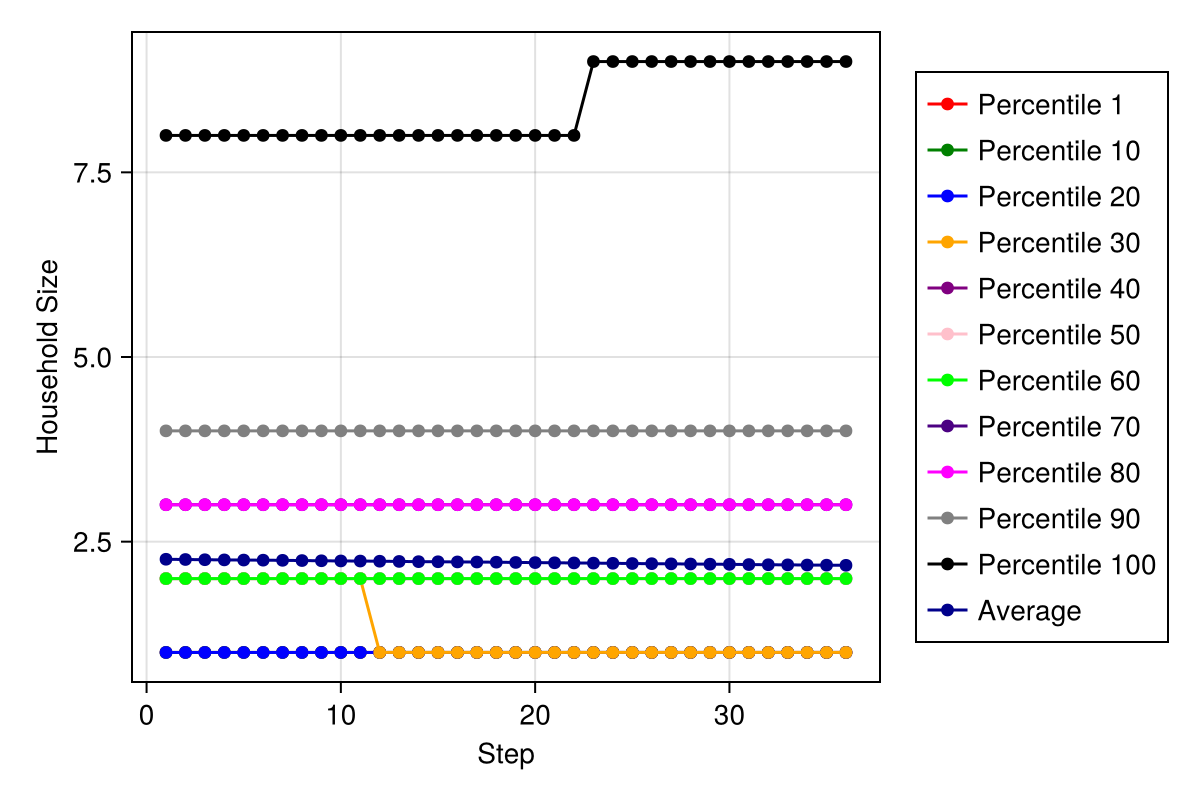 7.5
5.0
2.5
Household Size
0
10
20
30
Step
Percentile 1
Percentile 10
Percentile 20
Percentile 30
Percentile 40
Percentile 50
Percentile 60
Percentile 70
Percentile 80
Percentile 90
Percentile 100
Average